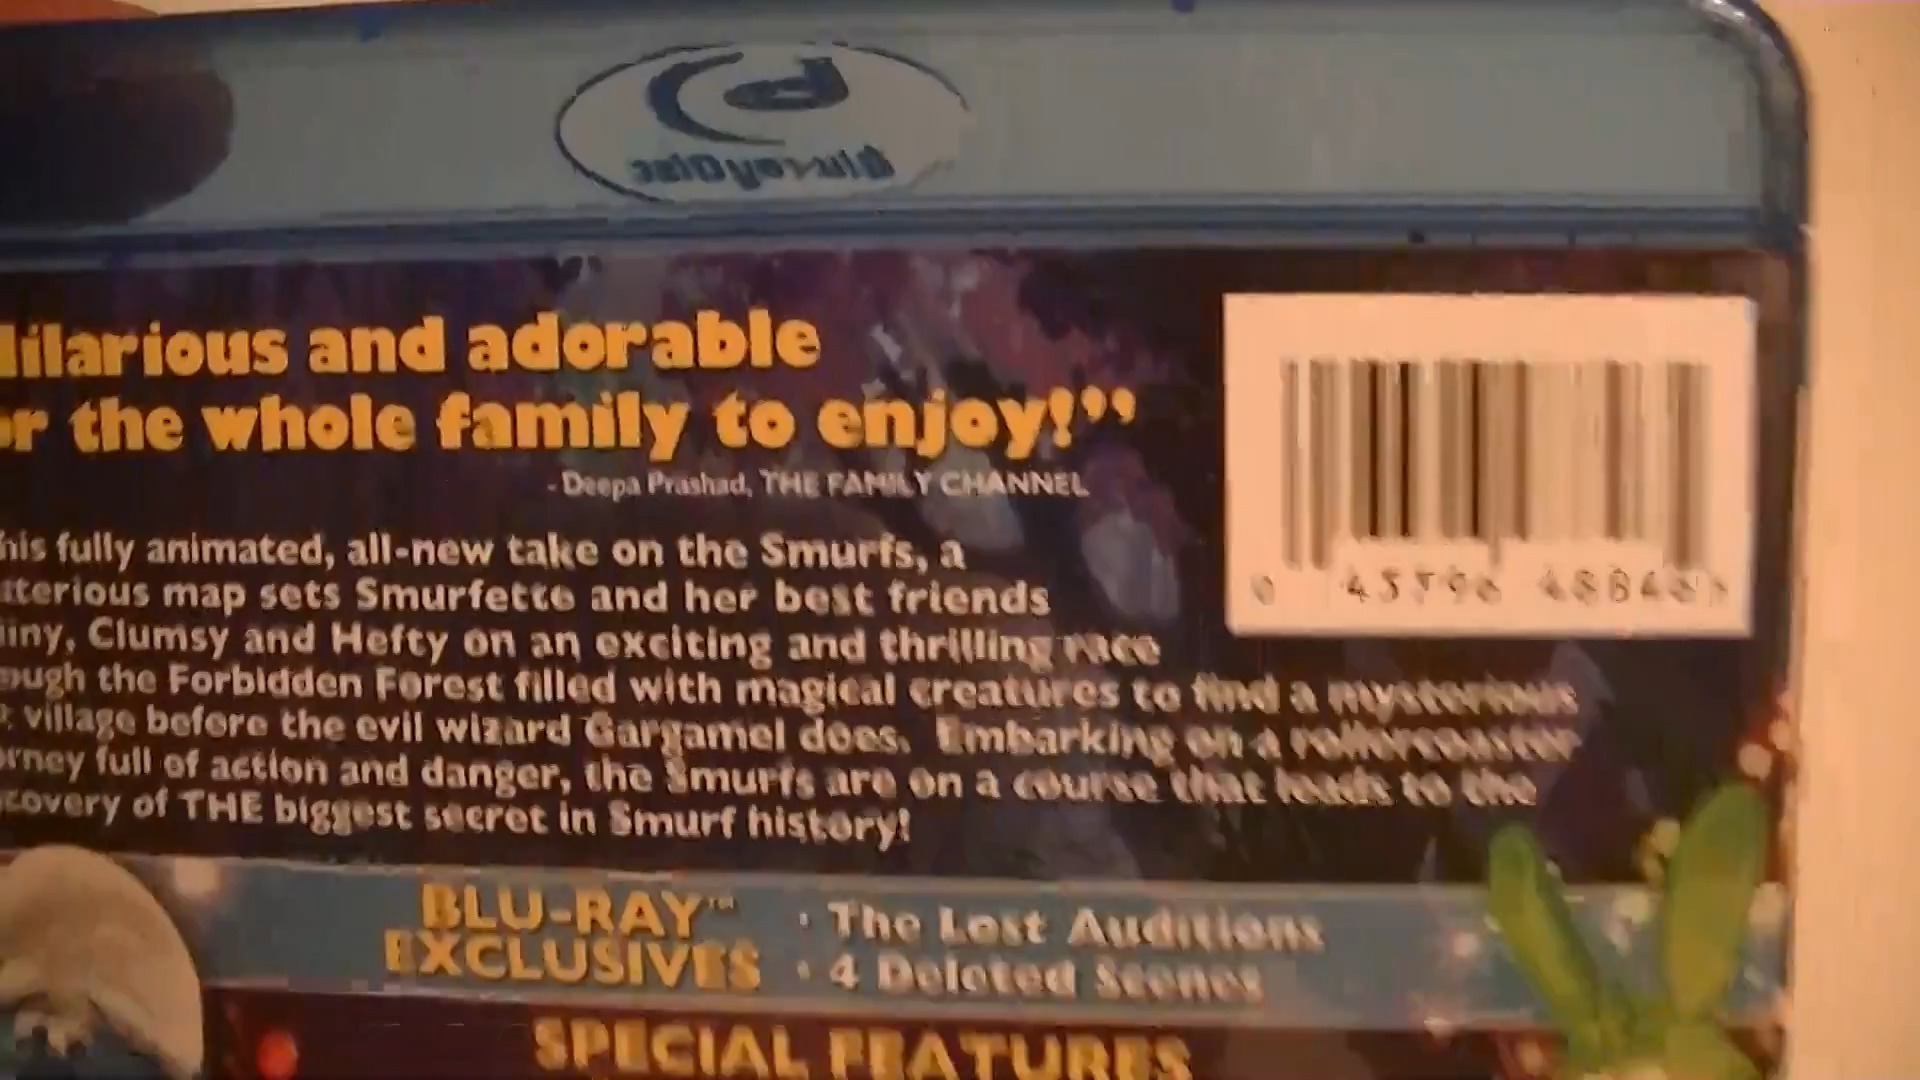 Blu-rayDisc
Hilarious and adorable
or the whole family to enjoy!”
- Deepa Prashad, THE FAMILY CHANNEL
his fully animated, all-new take on the Smurfs, a
sterious map sets Smurfette and her best friends
iny, Clumsy and Hefty on an exciting and thrilling race
ough the Forbidden Forest filled with magical creatures to find a mysterious
village before the evil wizard Gargamel does. Embarking on a rollercoaster
rney full of action and danger, the Smurfs are on a course that leads to the
covery of THE biggest secret in Smurf history!
BLU-RAY™
EXCLUSIVES
· The Lost Auditions
· 4 Deleted Scenes
SPECIAL FEATURES